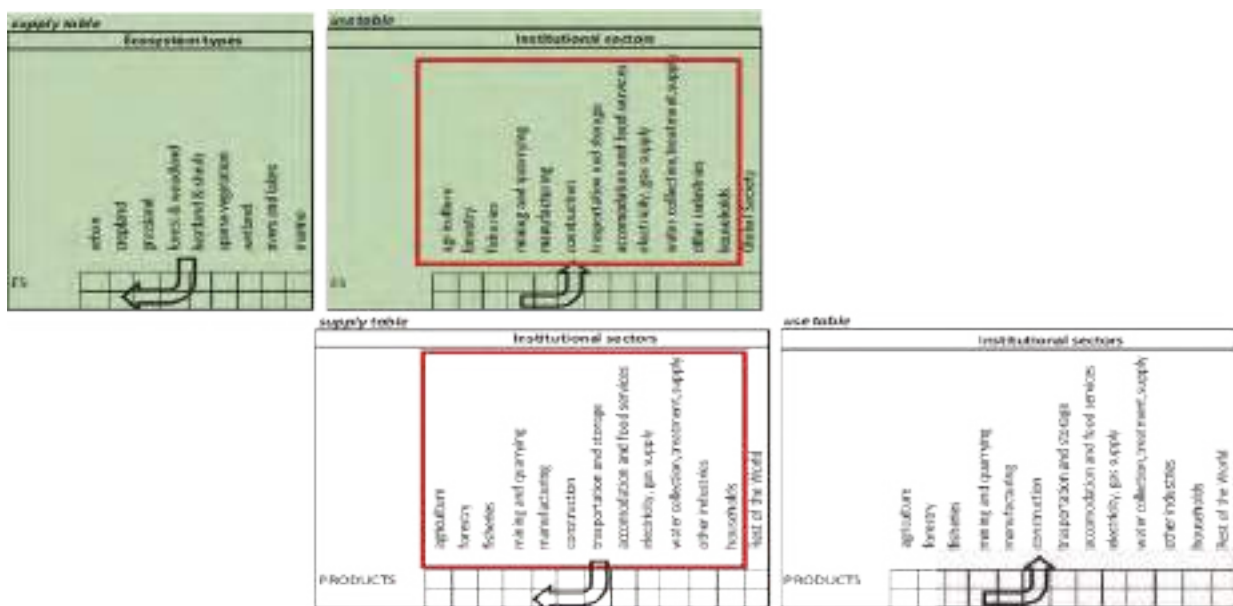 supply table
Ecosystem types
urban
cropland
grassland
forest & woodland
heatland & shrub
sparse vegetation
wetland
rivers and lakes
marine
ES
use table
Institutional sectors
agriculture
forestry
fisheries
mining and quarrying
manufacturing
construction
trasportation and storage
accomodation and food services
electricity, gas supply
water collection, treatment, supply
other industries
households
Global Society
ES
supply table
Institutional sectors
agriculture
forestry
fisheries
mining and quarrying
manufacturing
construction
trasportation and storage
accomodation and food services
electricity, gas supply
water collection, treatment, supply
other industries
households
Rest of the World
PRODUCTS
use table
Institutional sectors
agriculture
forestry
fisheries
mining and quarrying
manufacturing
construction
trasportation and storage
accomodation and food services
electricity, gas supply
water collection, treatment, supply
other industries
households
Rest of the World
PRODUCTS